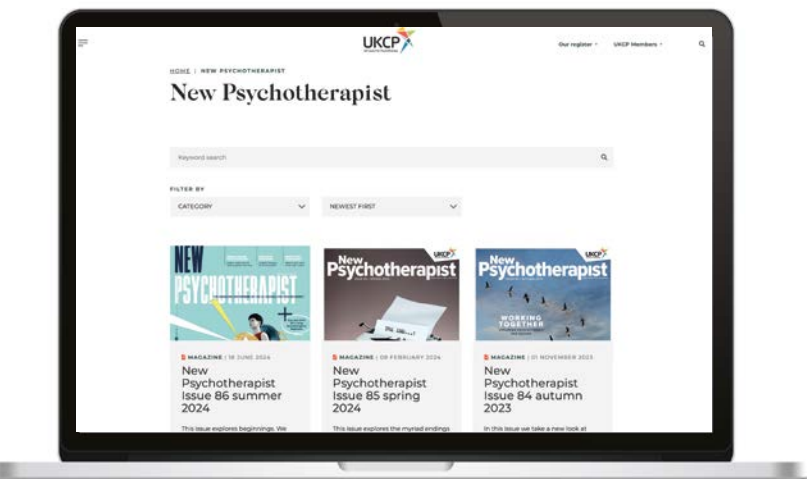 UKCP
Our register
UKCP Members
HOME | NEW PSYCHOTHERAPIST
New Psychotherapist
Keyword search
FILTER BY
CATEGORY
NEWEST FIRST
NEW
PSYCHOTHERAPIST
UKCP
New
Psychotherapist
UKCP
New
Psychotherapist
WORKING
TOGETHER
MAGAZINE | 18 JUNE 2024
New
Psychotherapist
Issue 86 summer
2024
This issue explores beginnings. We
MAGAZINE | 08 FEBRUARY 2024
New
Psychotherapist
Issue 85 spring
2024
This issue explores the myriad endings
MAGAZINE | 01 NOVEMBER 2023
New
Psychotherapist
Issue 84 autumn
2023
In this issue we take a new look at